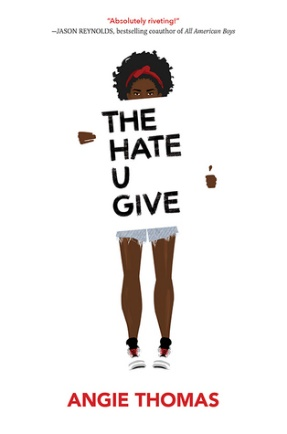 "Absolutely riveting!"
—JASON REYNOLDS, bestselling coauthor of All American Boys
THE
HATE
U
GIVE
ANGIE THOMAS